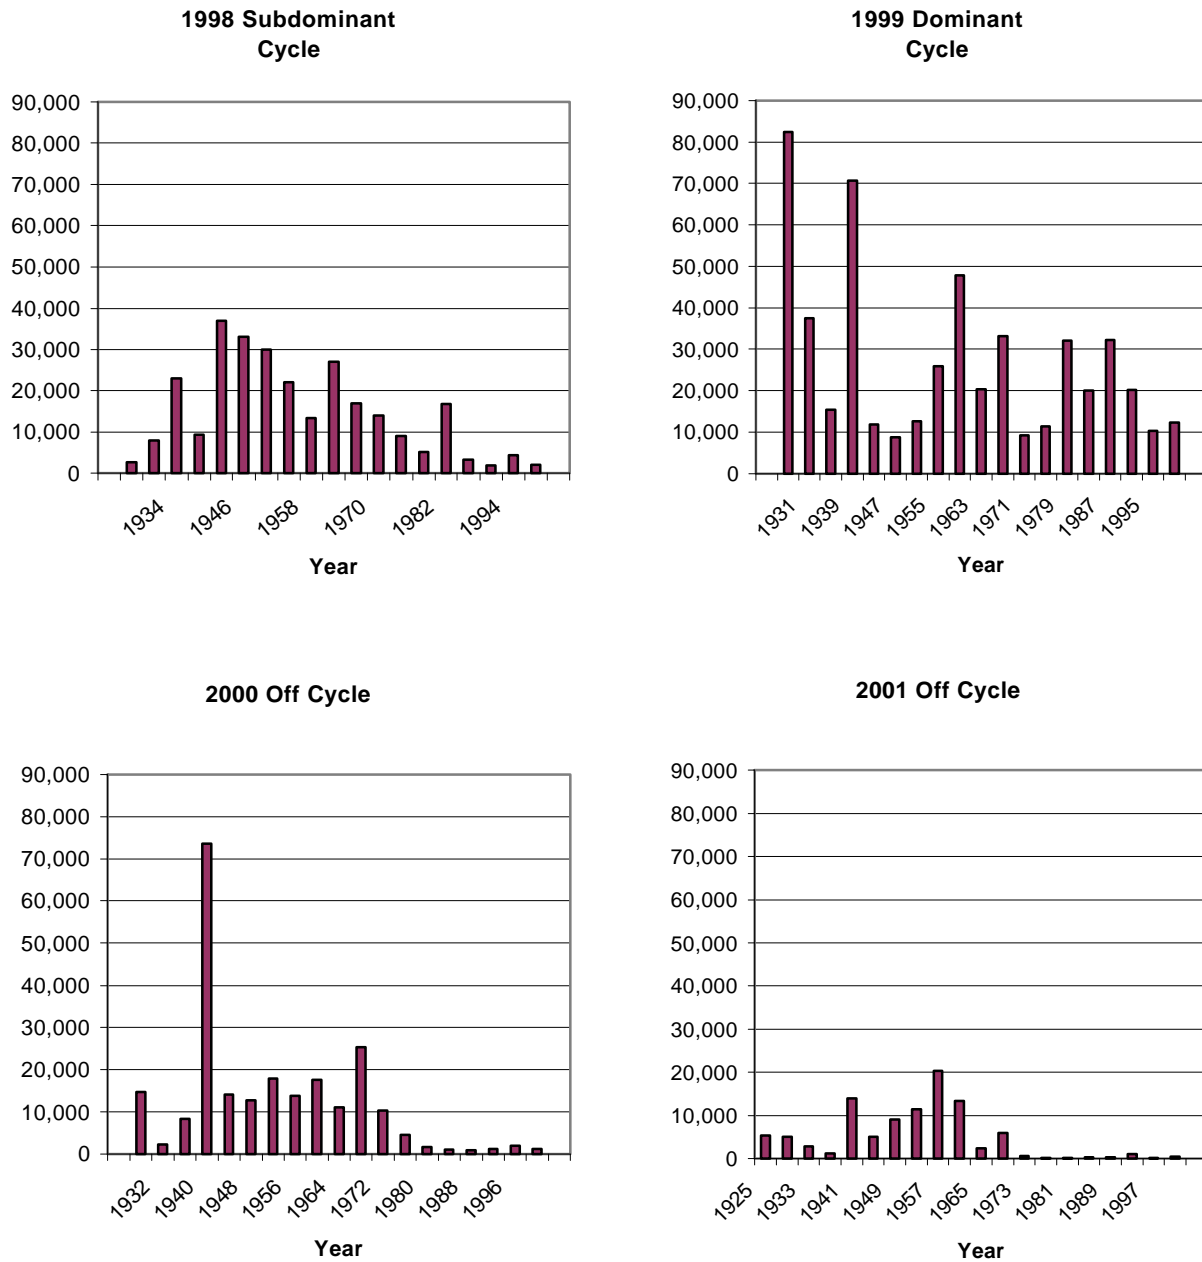 1998 Subdominant
Cycle
90,000
80,000
70,000
60,000
50,000
40,000
30,000
20,000
10,000
0
1934 1946 1958 1970 1982 1994
Year
1999 Dominant
Cycle
90,000
80,000
70,000
60,000
50,000
40,000
30,000
20,000
10,000
0
1931 1939 1947 1955 1963 1971 1979 1987 1995
Year
2000 Off Cycle
90,000
80,000
70,000
60,000
50,000
40,000
30,000
20,000
10,000
0
1932 1940 1948 1956 1964 1972 1980 1988 1996
Year
2001 Off Cycle
90,000
80,000
70,000
60,000
50,000
40,000
30,000
20,000
10,000
0
1925 1933 1941 1949 1957 1965 1973 1981 1989 1997
Year